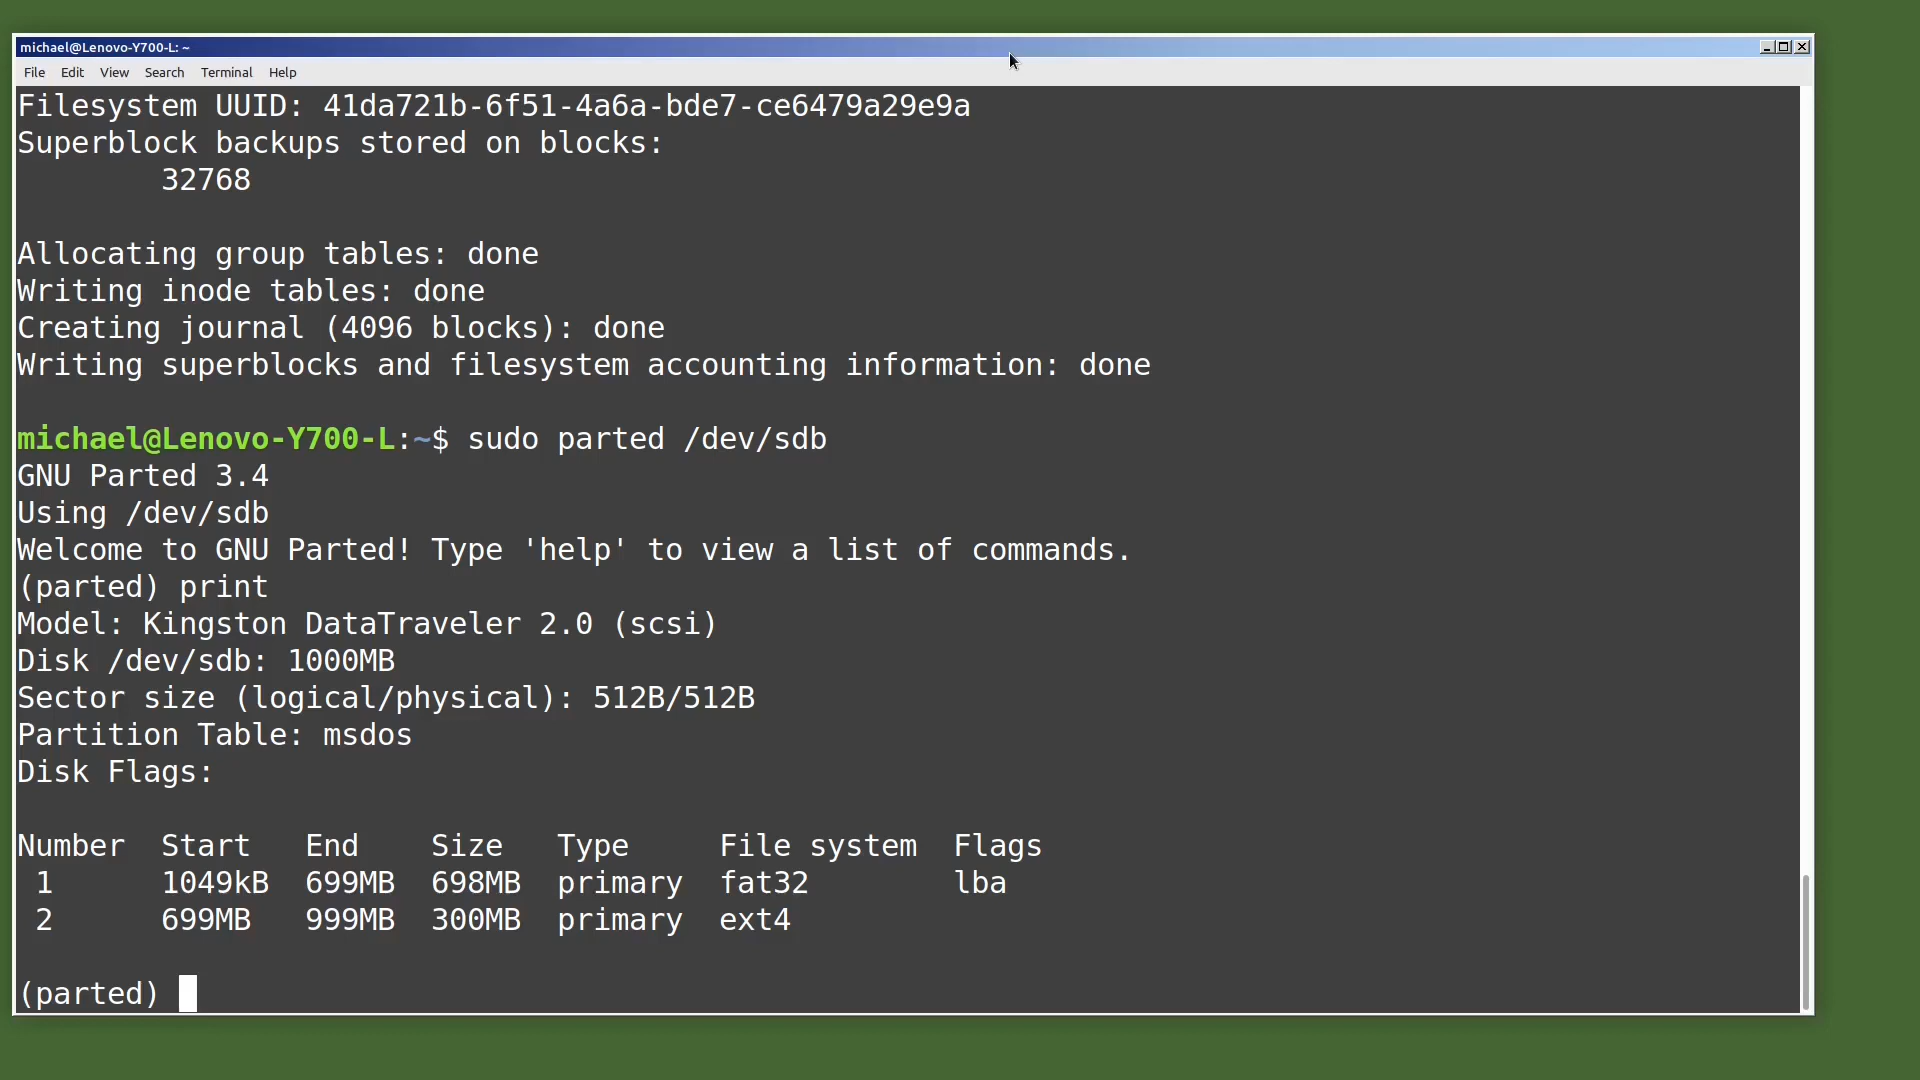 michael@Lenovo-Y700-L: ~
File Edit View Search Terminal Help
Filesystem UUID: 41da721b-6f51-4a6a-bde7-ce6479a29e9a
Superblock backups stored on blocks:
        32768
Allocating group tables: done
Writing inode tables: done
Creating journal (4096 blocks): done
Writing superblocks and filesystem accounting information: done
michael@Lenovo-Y700-L:~$ sudo parted /dev/sdb
GNU Parted 3.4
Using /dev/sdb
Welcome to GNU Parted! Type 'help' to view a list of commands.
(parted) print
Model: Kingston DataTraveler 2.0 (scsi)
Disk /dev/sdb: 1000MB
Sector size (logical/physical): 512B/512B
Partition Table: msdos
Disk Flags:
Number  Start   End    Size   Type     File system  Flags
 1      1049kB  699MB  698MB  primary  fat32        lba
 2      699MB   999MB  300MB  primary  ext4
(parted)